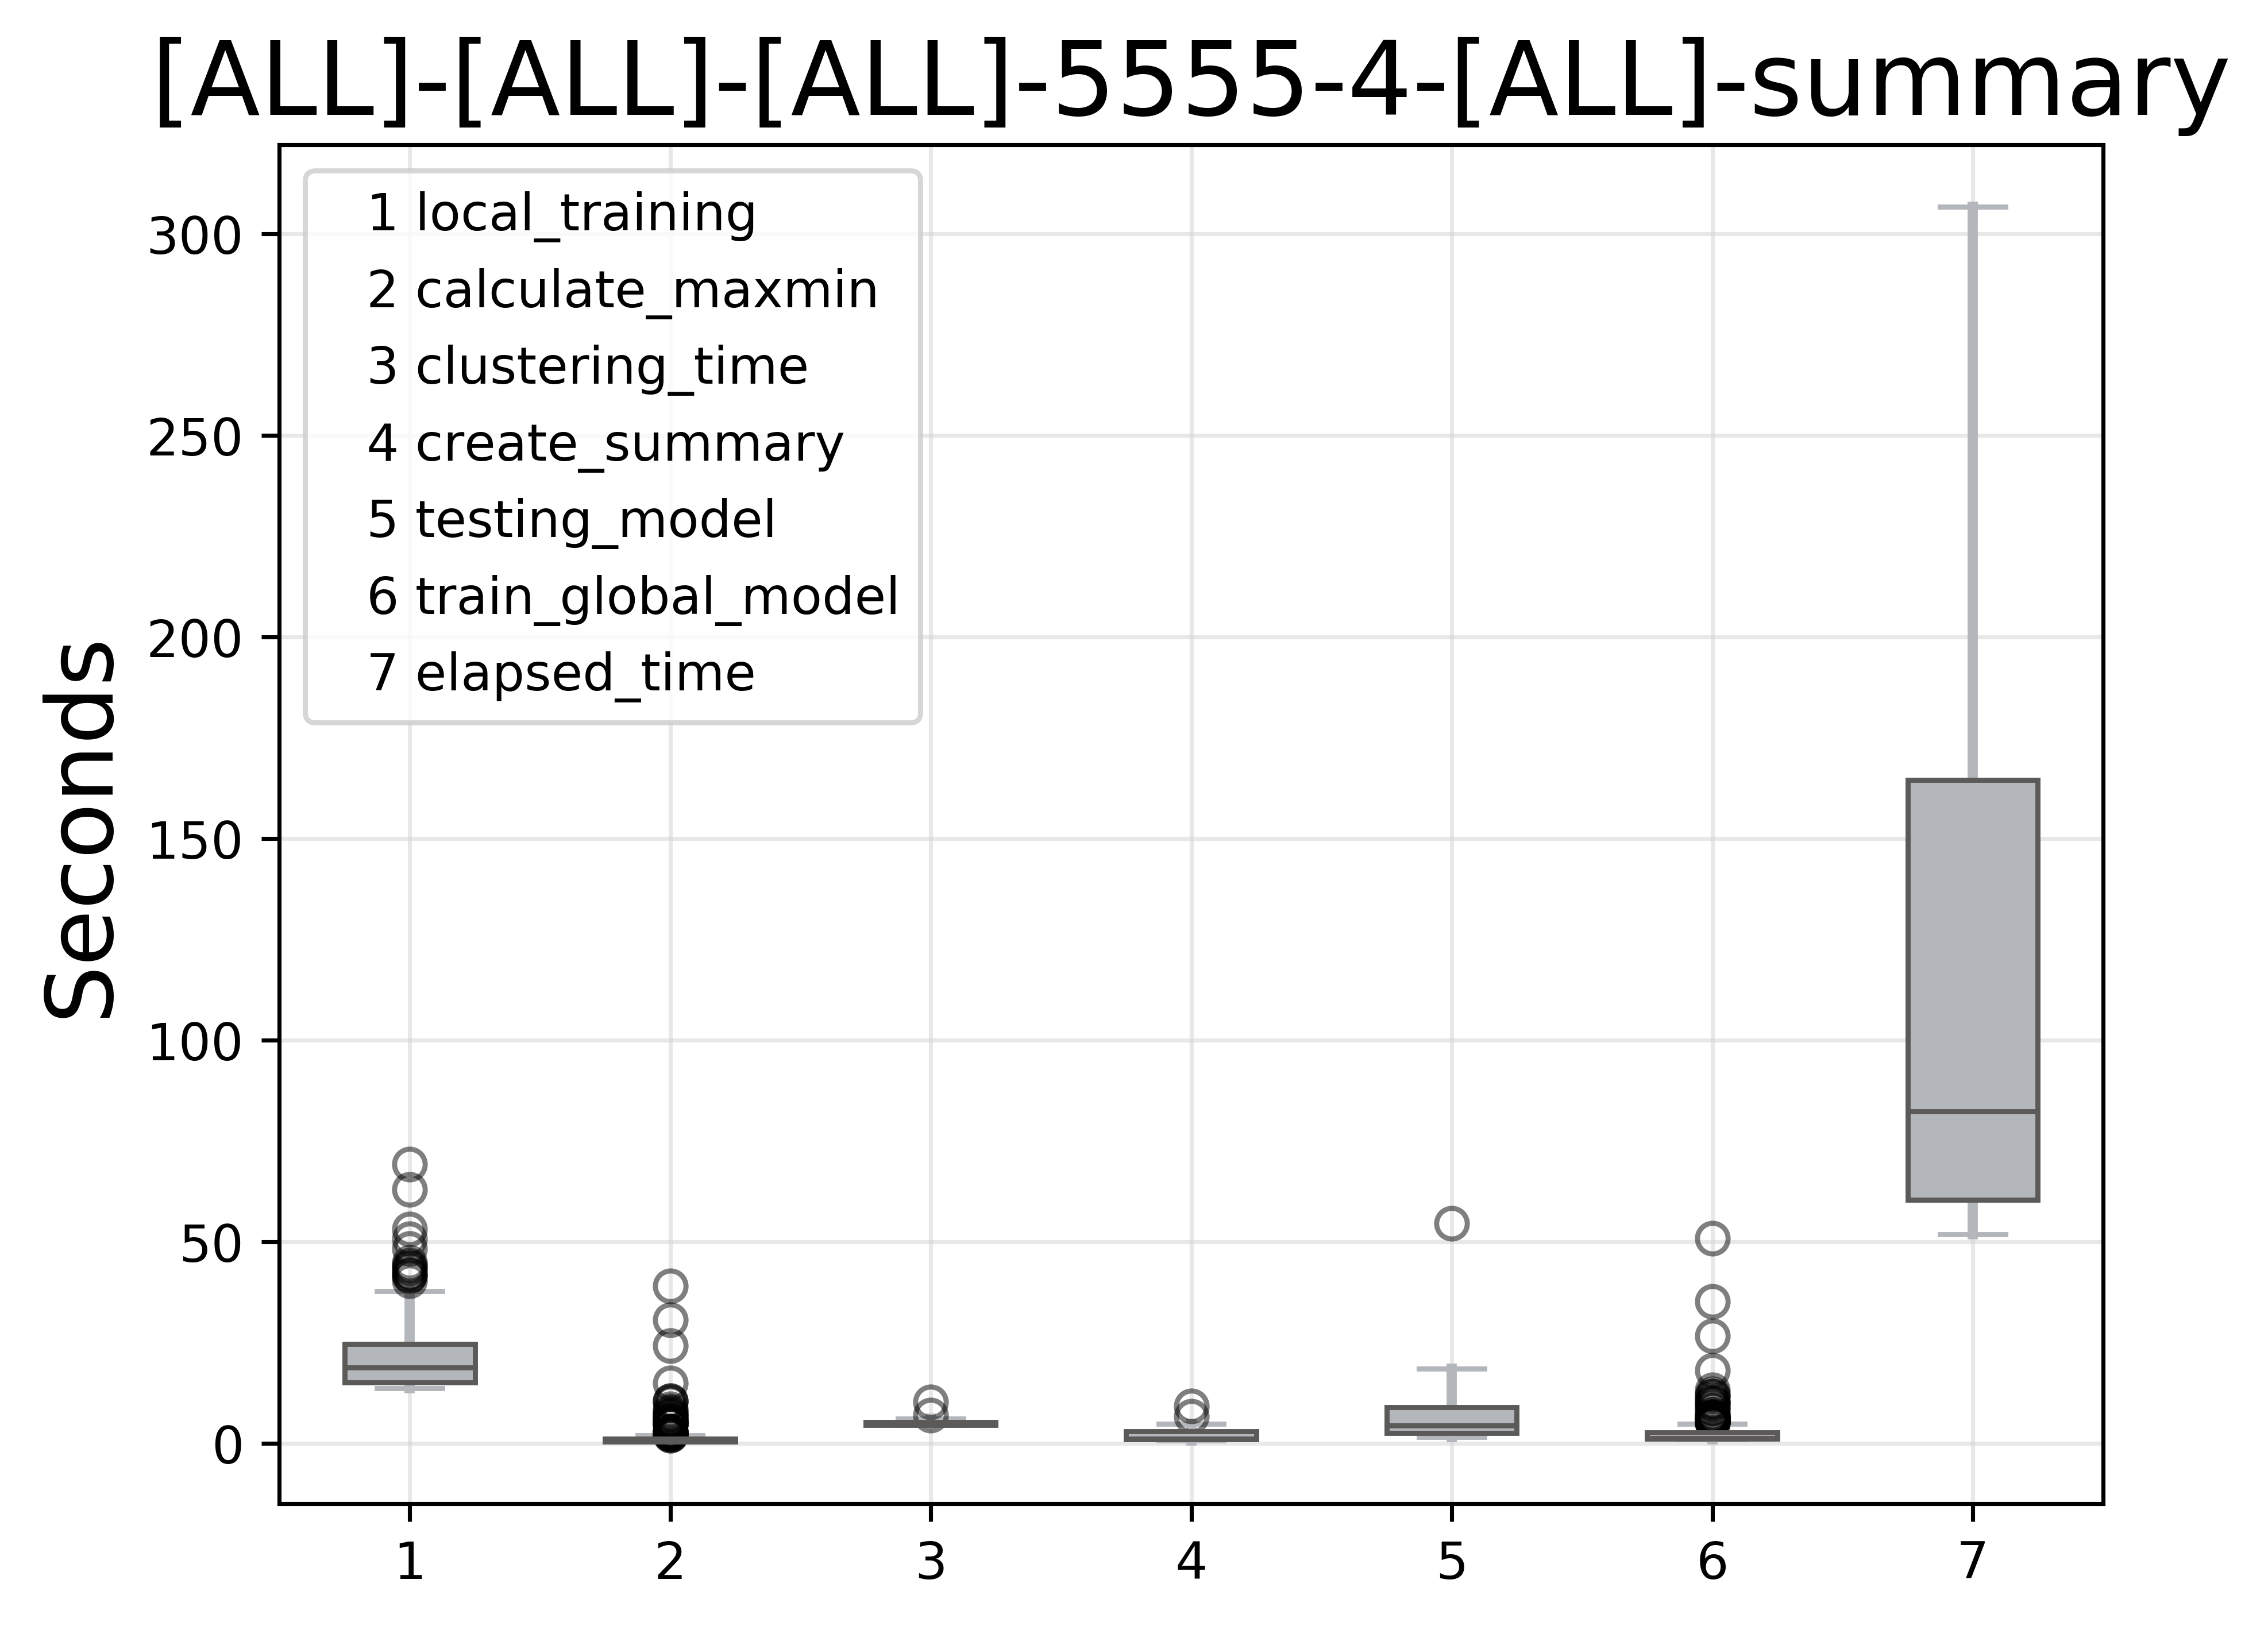 [ALL]-[ALL]-[ALL]-5555-4-[ALL]-summary
1 local_training
2 calculate_maxmin
3 clustering_time
4 create_summary
5 testing_model
6 train_global_model
7 elapsed_time
Seconds
300
250
200
150
100
50
0
1 2 3 4 5 6 7